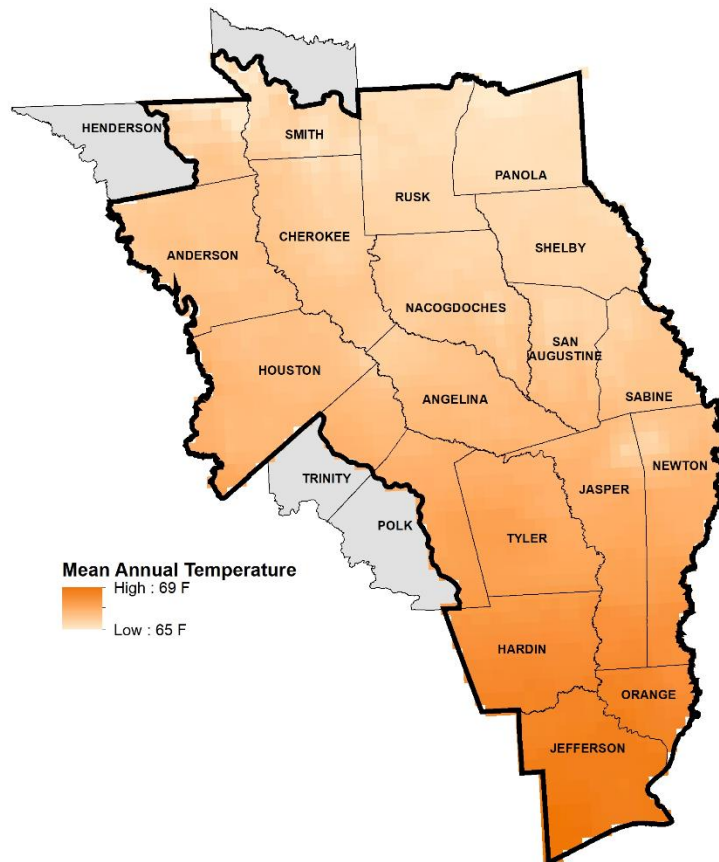 HENDERSON
SMITH
PANOLA
RUSK
CHEROKEE
SHELBY
ANDERSON
NACOGDOCHES
SAN
AUGUSTINE
HOUSTON
SABINE
ANGELINA
NEWTON
TRINITY
JASPER
POLK
TYLER
Mean Annual Temperature
High : 69 F
Low : 65 F
HARDIN
ORANGE
JEFFERSON